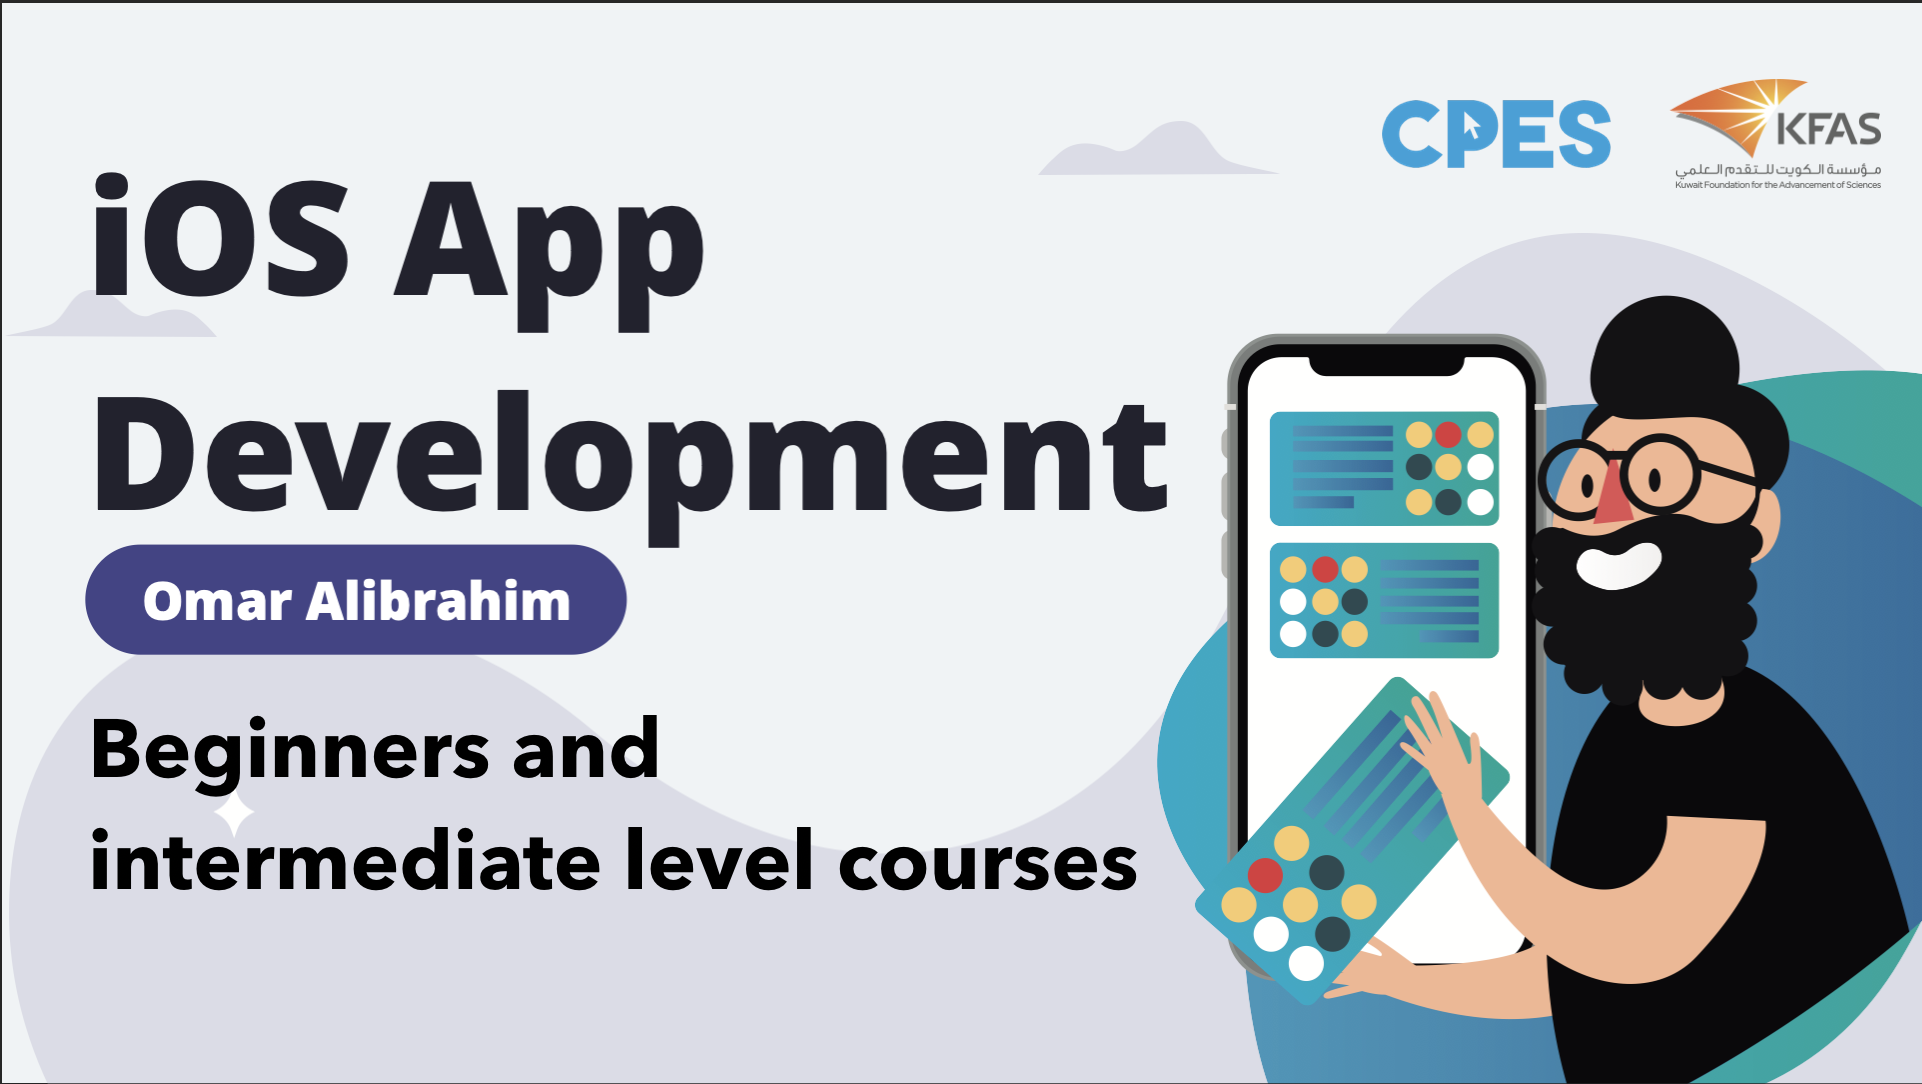 CPES
KFAS
مؤسسة الكويت للتقدم العلمي
Kuwait Foundation for the Advancement of Sciences
iOS App
Development
Omar Alibrahim
Beginners and
intermediate level courses